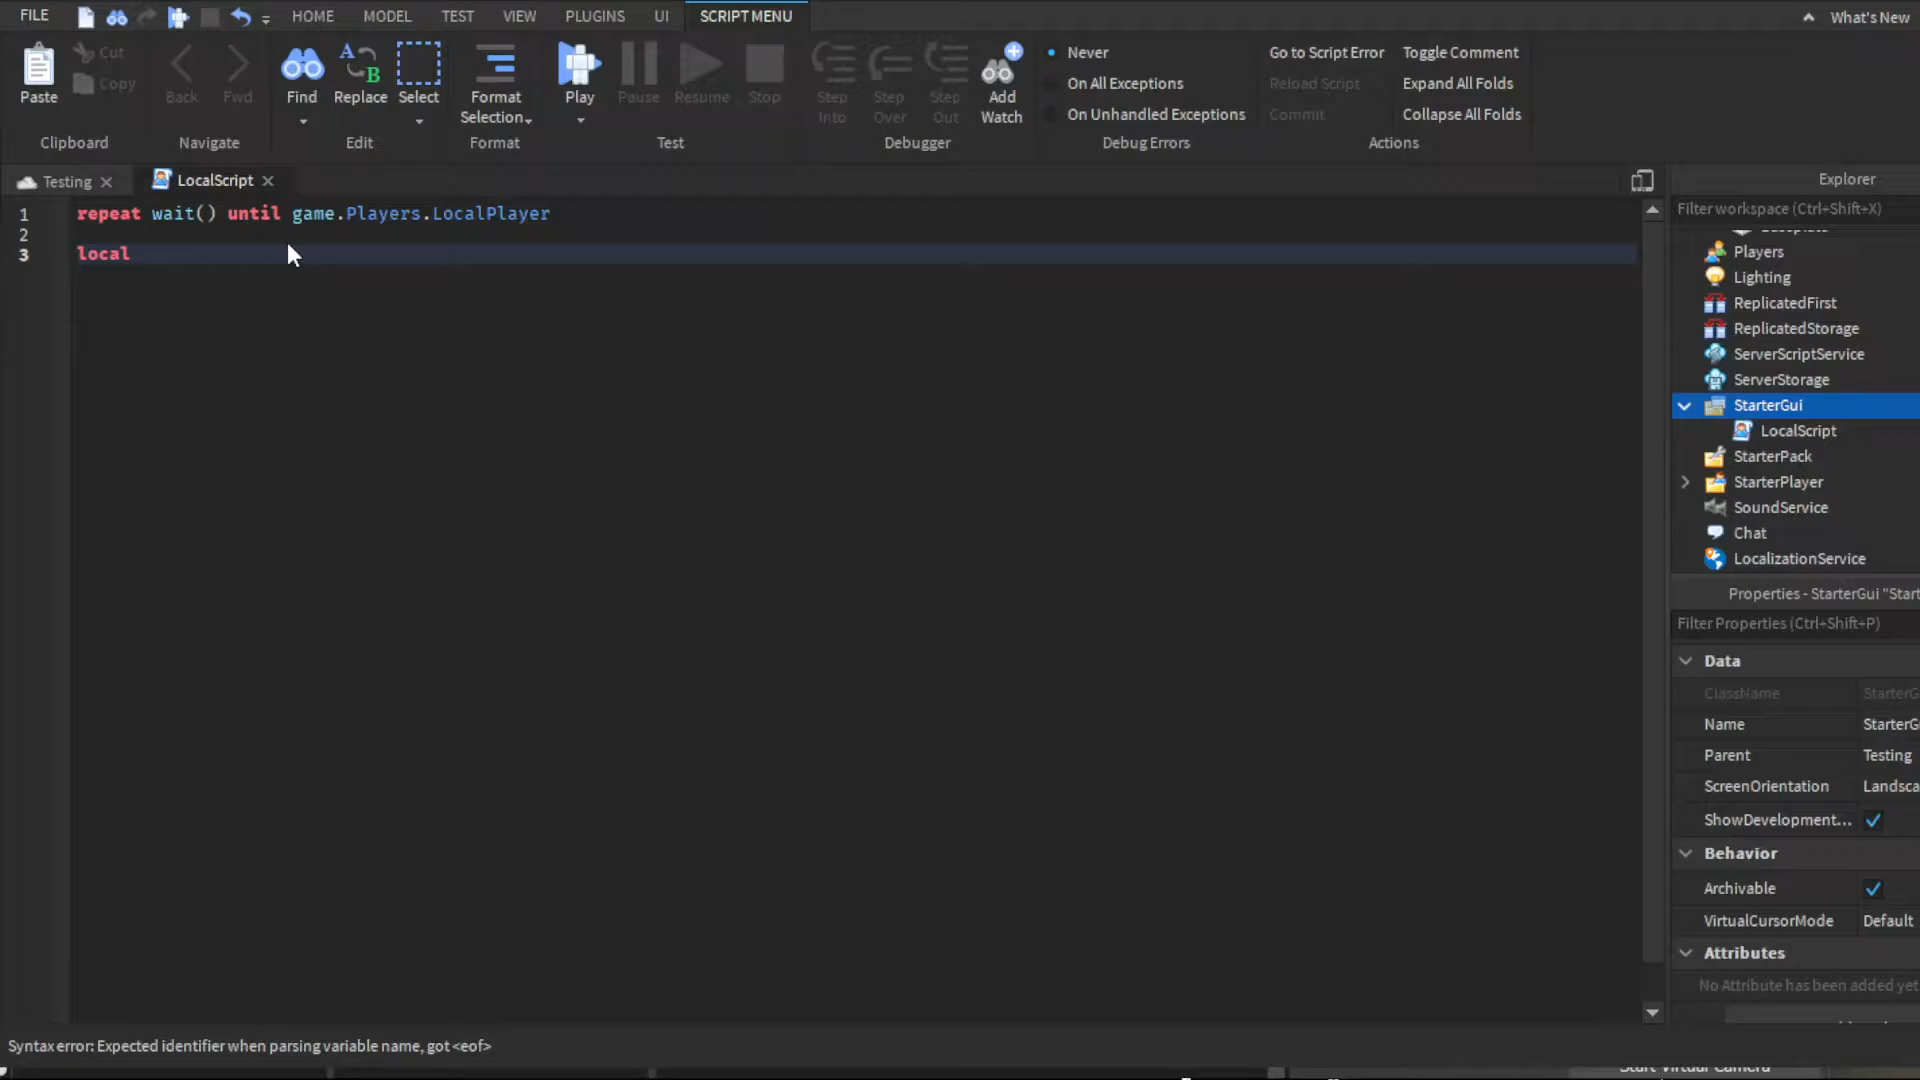 FILE HOME MODEL TEST VIEW PLUGINS UI SCRIPT MENU What's New
Paste Cut Copy
Clipboard
Back Fwd
Navigate
Find Replace Select
Edit
Format Selection
Format
Play Pause Resume Stop
Test
Step Into Step Over Step Out Add Watch
Debugger
Never
On All Exceptions
On Unhandled Exceptions
Debug Errors
Go to Script Error Toggle Comment
Reload Script Expand All Folds
Commit Collapse All Folds
Actions
Testing LocalScript
1 repeat wait() until game.Players.LocalPlayer
2
3 local
Explorer
Filter workspace (Ctrl+Shift+X)
Players
Lighting
ReplicatedFirst
ReplicatedStorage
ServerScriptService
ServerStorage
StarterGui
LocalScript
StarterPack
StarterPlayer
SoundService
Chat
LocalizationService
Properties - StarterGui "Start
Filter Properties (Ctrl+Shift+P)
Data
ClassName StarterG
Name StarterG
Parent Testing
ScreenOrientation Landsca
ShowDevelopment...
Behavior
Archivable
VirtualCursorMode Default
Attributes
No Attribute has been added yet
Syntax error: Expected identifier when parsing variable name, got <eof>
Start Virtual Camera